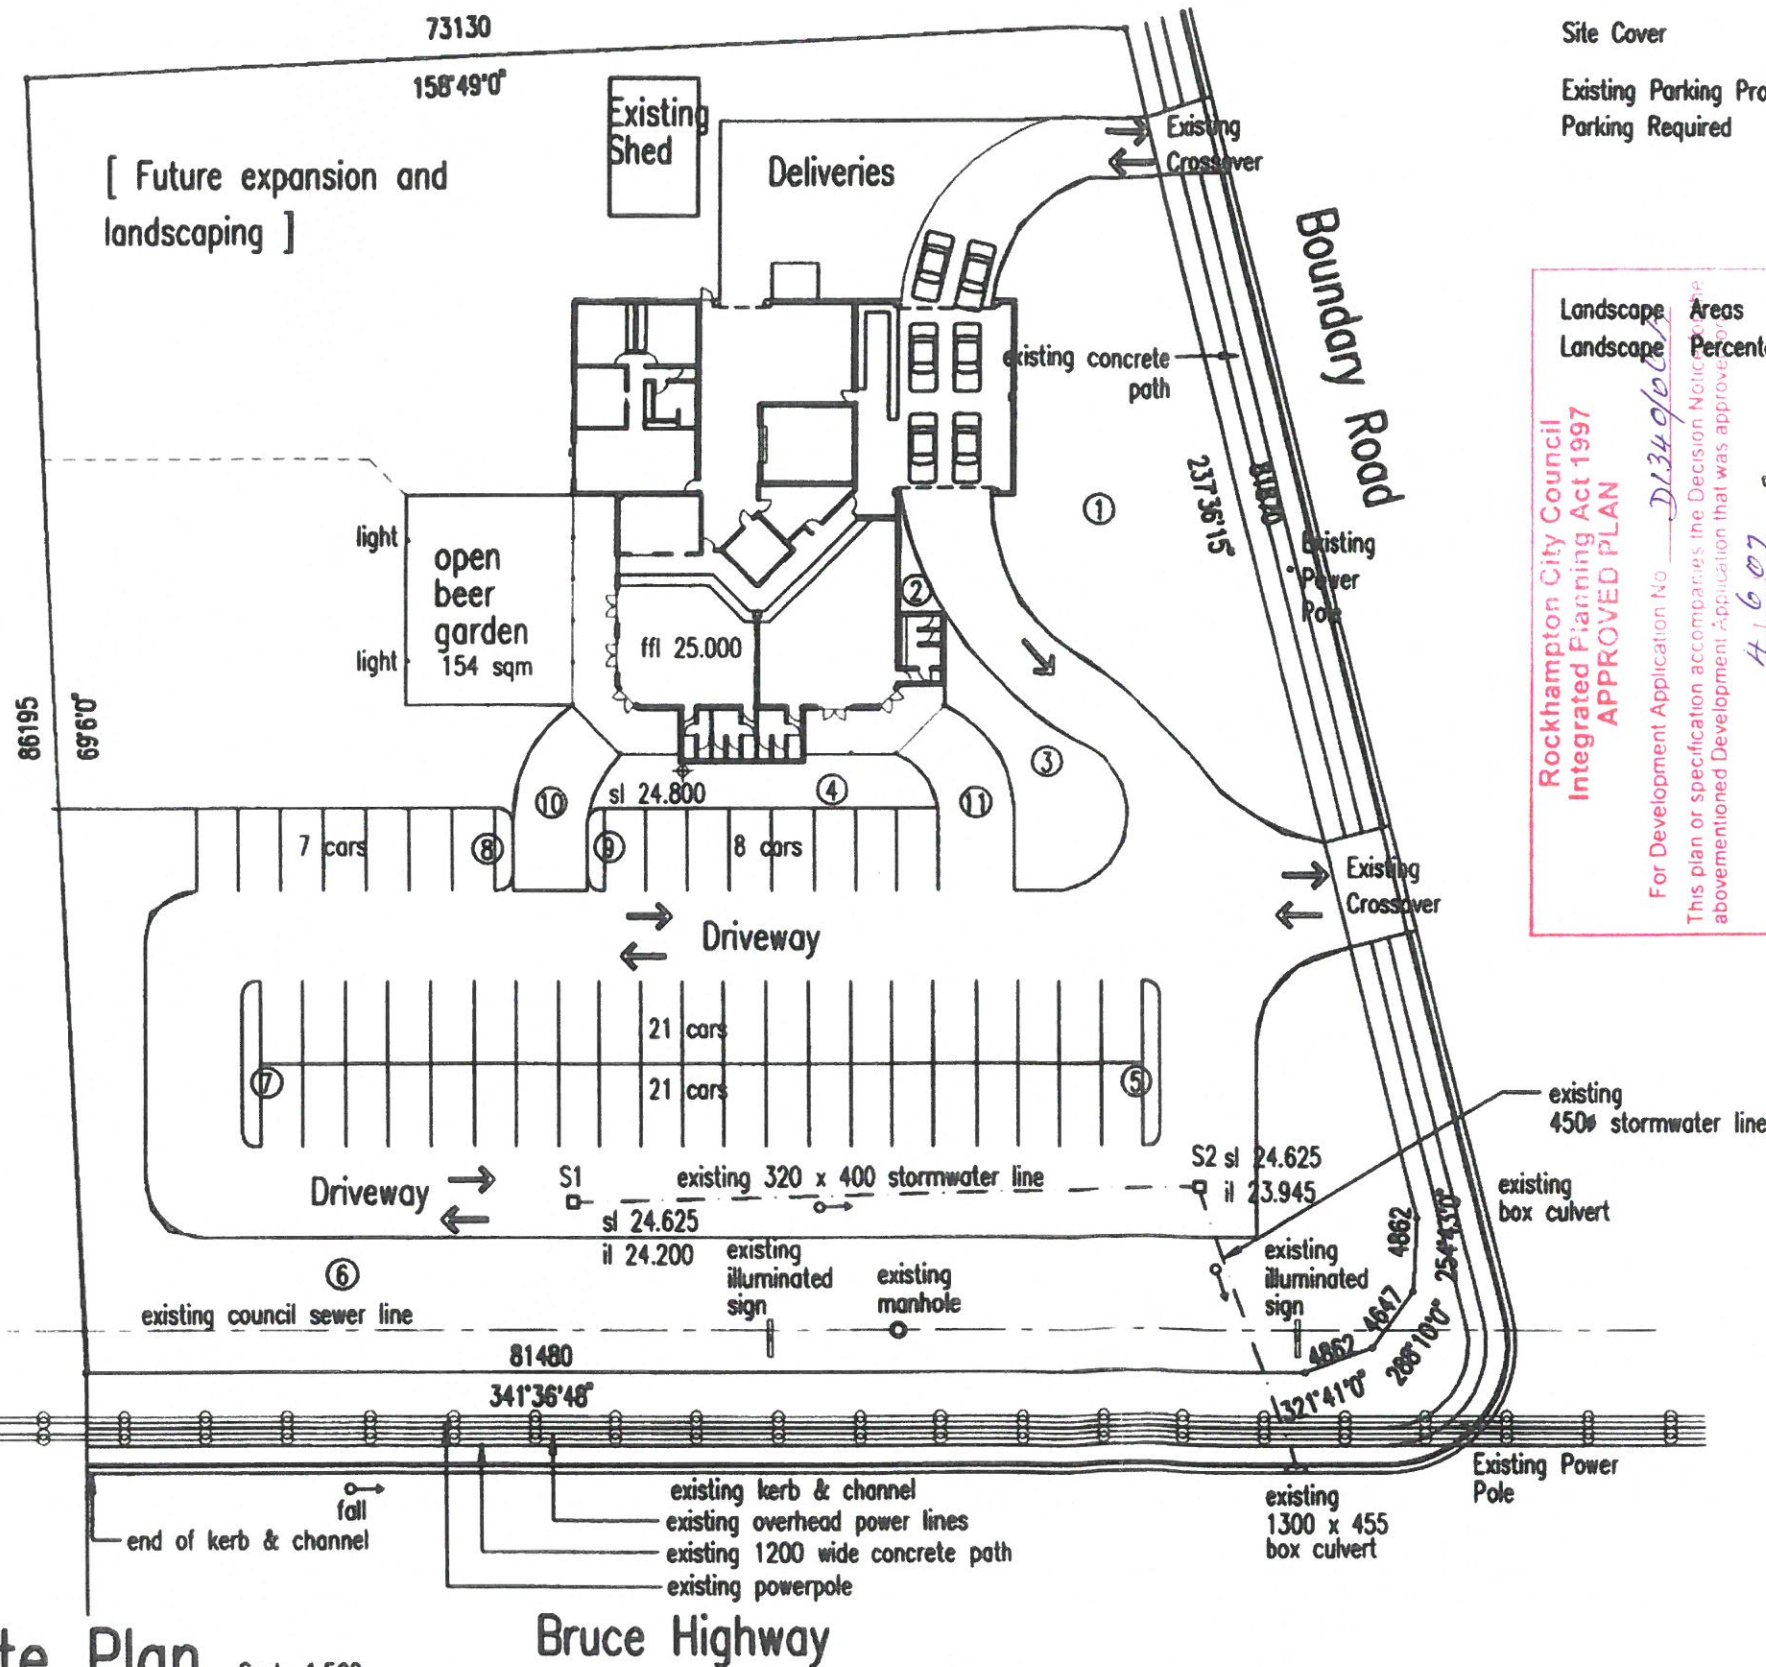 73130
158°49'0"
Site Cover
Existing Parking Pro
Parking Required
Existing
Shed
Deliveries
Existing
Crossover
[ Future expansion and
landscaping ]
Boundary Road
Landscape Areas
Landscape Percent
existing concrete
path
237°36'15"
81870
Existing
Power
Pole
Rockhampton City Council
Integrated Planning Act 1997
APPROVED PLAN
For Development Application No
This plan or specification accompanies the Decision Notice for the
abovementioned Development Application that was approved on
light
open
beer
garden
154 sqm
light
ffl 25.000
1
2
3
4
86195
69°6'0"
10
sl 24.800
11
7 cars
8
9
8 cars
Existing
Crossover
Driveway
21 cars
21 cars
7
5
existing
450ø stormwater line
Driveway
S1
existing 320 x 400 stormwater line
S2 sl 24.625
il 23.945
sl 24.625
il 24.200
existing
box culvert
4862
254°43'0"
6
existing
illuminated
sign
existing
manhole
existing
illuminated
sign
existing council sewer line
4647
288°10'0"
81480
4862
341°36'48"
321°41'0"
Existing Power
Pole
fall
end of kerb & channel
existing kerb & channel
existing overhead power lines
existing 1200 wide concrete path
existing powerpole
existing
1300 x 455
box culvert
Bruce Highway
te Plan